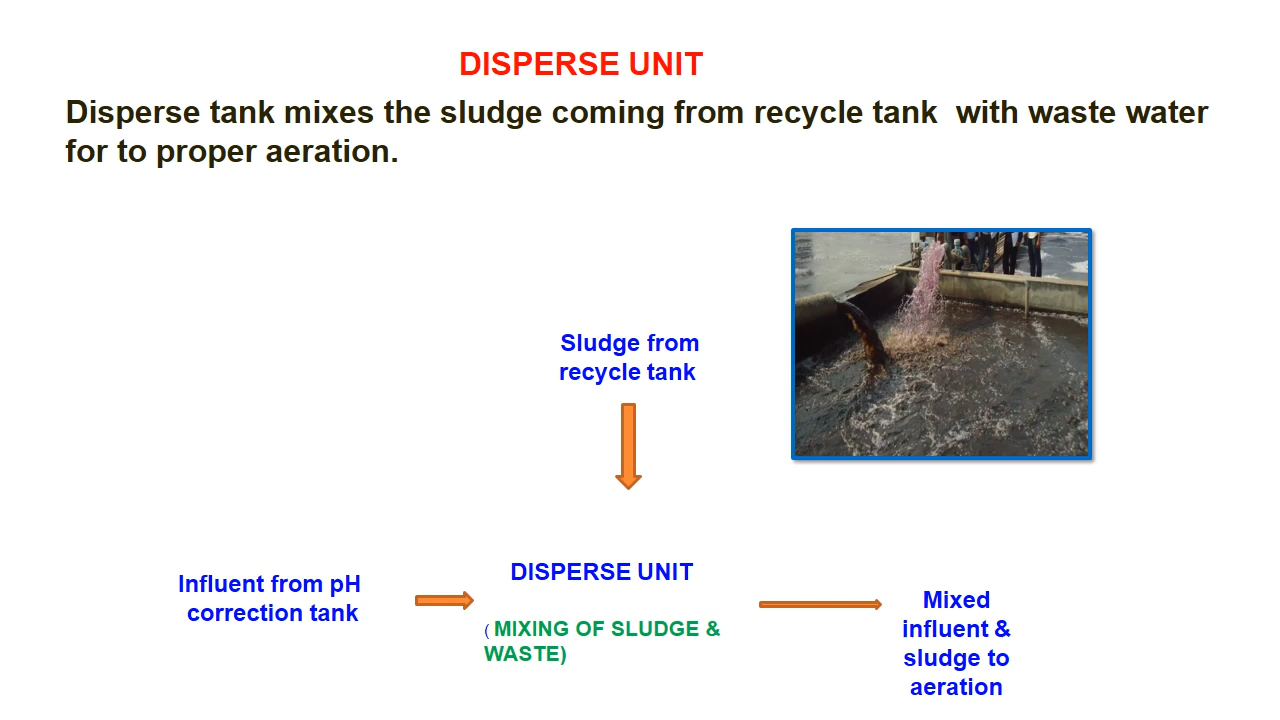 DISPERSE UNIT
Disperse tank mixes the sludge coming from recycle tank  with waste water
for to proper aeration.
Sludge from
recycle tank
Influent from pH
correction tank
DISPERSE UNIT
( MIXING OF SLUDGE &
WASTE)
Mixed
influent &
sludge to
aeration